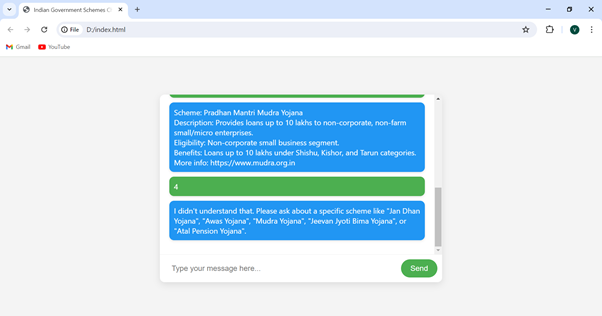 Indian Government Schemes C
File
D:/index.html
V
Gmail
YouTube
Scheme: Pradhan Mantri Mudra Yojana
Description: Provides loans up to 10 lakhs to non-corporate, non-farm
small/micro enterprises.
Eligibility: Non-corporate small business segment.
Benefits: Loans up to 10 lakhs under Shishu, Kishor, and Tarun categories.
More info: https://www.mudra.org.in
4
I didn't understand that. Please ask about a specific scheme like "Jan Dhan
Yojana", "Awas Yojana", "Mudra Yojana", "Jeevan Jyoti Bima Yojana", or
"Atal Pension Yojana".
Type your message here...
Send